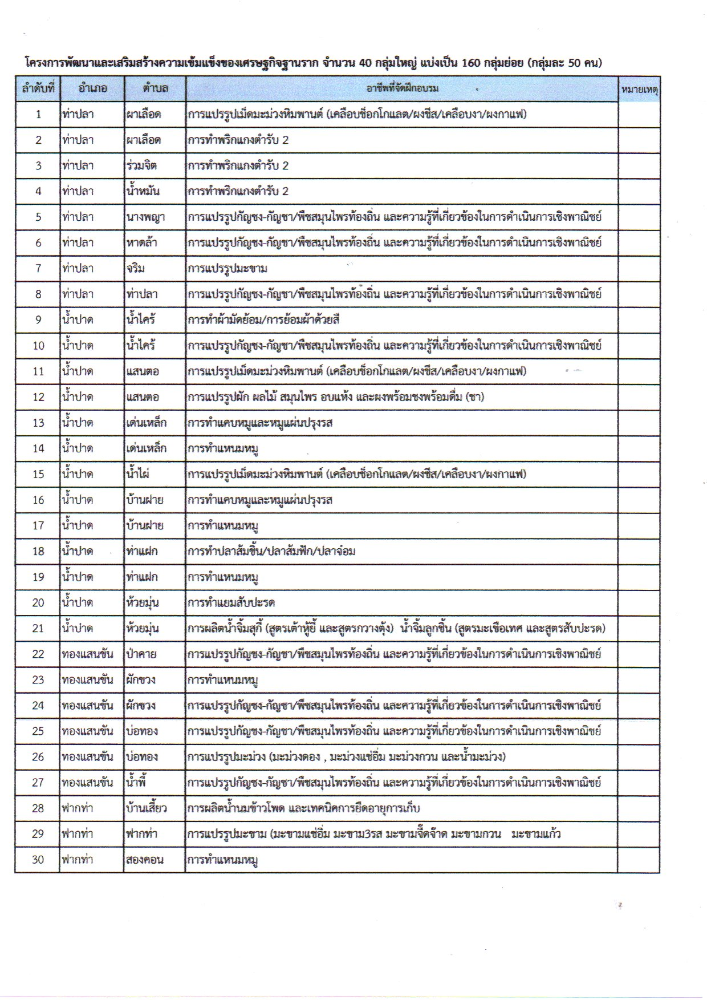 โครงการพัฒนาและเสริมสร้างความเข้มแข็งของเศรษฐกิจฐานราก จำนวน 40 กลุ่มใหญ่ แบ่งเป็น 160 กลุ่มย่อย (กลุ่มละ 50 คน)
ลำดับที่ อำเภอ ตำบล อาชีพที่จัดฝึกอบรม หมายเหตุ
1 ท่าปลา ผาเลือด การแปรรูปเม็ดมะม่วงหิมพานต์ (เคลือบช็อกโกแลต/ผงชีส/เคลือบงา/ผงกาแฟ)
2 ท่าปลา ผาเลือด การทำพริกแกงตำรับ 2
3 ท่าปลา ร่วมจิต การทำพริกแกงตำรับ 2
4 ท่าปลา น้ำหมัน การทำพริกแกงตำรับ 2
5 ท่าปลา นางพญา การแปรรูปกัญชง-กัญชา/พืชสมุนไพรท้องถิ่น และความรู้ที่เกี่ยวข้องในการดำเนินการเชิงพาณิชย์
6 ท่าปลา หาดล้า การแปรรูปกัญชง-กัญชา/พืชสมุนไพรท้องถิ่น และความรู้ที่เกี่ยวข้องในการดำเนินการเชิงพาณิชย์
7 ท่าปลา จริม การแปรรูปมะขาม
8 ท่าปลา ท่าปลา การแปรรูปกัญชง-กัญชา/พืชสมุนไพรท้องถิ่น และความรู้ที่เกี่ยวข้องในการดำเนินการเชิงพาณิชย์
9 น้ำปาด น้ำไคร้ การทำผ้ามัดย้อม/การย้อมผ้าด้วยสี
10 น้ำปาด น้ำไคร้ การแปรรูปกัญชง-กัญชา/พืชสมุนไพรท้องถิ่น และความรู้ที่เกี่ยวข้องในการดำเนินการเชิงพาณิชย์
11 น้ำปาด แสนตอ การแปรรูปเม็ดมะม่วงหิมพานต์ (เคลือบช็อกโกแลต/ผงชีส/เคลือบงา/ผงกาแฟ)
12 น้ำปาด แสนตอ การแปรรูปผัก ผลไม้ สมุนไพร อบแห้ง และผงพร้อมชงพร้อมดื่ม (ชา)
13 น้ำปาด เด่นเหล็ก การทำแคบหมูและหมูแผ่นปรุงรส
14 น้ำปาด เด่นเหล็ก การทำแหนมหมู
15 น้ำปาด น้ำไผ่ การแปรรูปเม็ดมะม่วงหิมพานต์ (เคลือบช็อกโกแลต/ผงชีส/เคลือบงา/ผงกาแฟ)
16 น้ำปาด บ้านฝาย การทำแคบหมูและหมูแผ่นปรุงรส
17 น้ำปาด บ้านฝาย การทำแหนมหมู
18 น้ำปาด ท่าแฝก การทำปลาส้มชิ้น/ปลาส้มฟัก/ปลาจ๋อม
19 น้ำปาด ท่าแฝก การทำแหนมหมู
20 น้ำปาด ห้วยมุ่น การทำแยมสับปะรด
21 น้ำปาด ห้วยมุ่น การผลิตน้ำจิ้มสุกี้ (สูตรเต้าหู้ยี้ และสูตรกวางตุ้ง) น้ำจิ้มลูกชิ้น (สูตรมะเขือเทศ และสูตรสับปะรด)
22 ทองแสนขัน ป่าคาย การแปรรูปกัญชง-กัญชา/พืชสมุนไพรท้องถิ่น และความรู้ที่เกี่ยวข้องในการดำเนินการเชิงพาณิชย์
23 ทองแสนขัน ผักขวง การทำแหนมหมู
24 ทองแสนขัน ผักขวง การแปรรูปกัญชง-กัญชา/พืชสมุนไพรท้องถิ่น และความรู้ที่เกี่ยวข้องในการดำเนินการเชิงพาณิชย์
25 ทองแสนขัน บ่อทอง การแปรรูปกัญชง-กัญชา/พืชสมุนไพรท้องถิ่น และความรู้ที่เกี่ยวข้องในการดำเนินการเชิงพาณิชย์
26 ทองแสนขัน บ่อทอง การแปรรูปมะม่วง (มะม่วงดอง , มะม่วงแช่อิ่ม มะม่วงกวน และน้ำมะม่วง)
27 ทองแสนขัน น้ำพี้ การแปรรูปกัญชง-กัญชา/พืชสมุนไพรท้องถิ่น และความรู้ที่เกี่ยวข้องในการดำเนินการเชิงพาณิชย์
28 ฟากท่า บ้านเสี้ยว การผลิตน้ำนมข้าวโพด และเทคนิคการยืดอายุการเก็บ
29 ฟากท่า ฟากท่า การแปรรูปมะขาม (มะขามแช่อิ่ม มะขาม3รส มะขามจี๊ดจ๊าด มะขามกวน มะขามแก้ว
30 ฟากท่า สองคอน การทำแหนมหมู